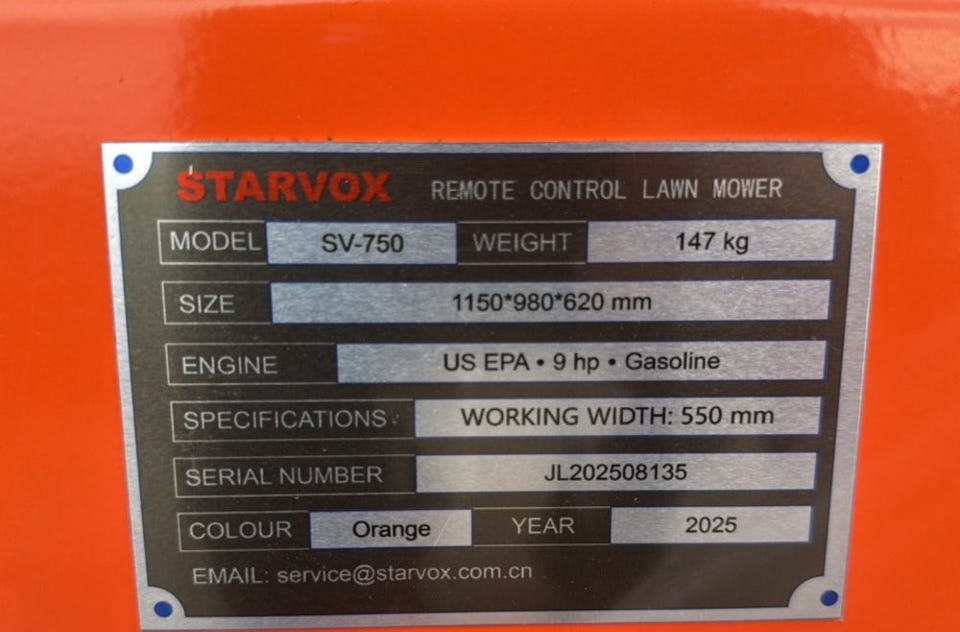 STARVOX REMOTE CONTROL LAWN MOWER
MODEL SV-750 WEIGHT 147 kg
SIZE 1150*980*620 mm
ENGINE US EPA • 9 hp • Gasoline
SPECIFICATIONS WORKING WIDTH: 550 mm
SERIAL NUMBER JL202508135
COLOUR Orange YEAR 2025
EMAIL: service@starvox.com.cn